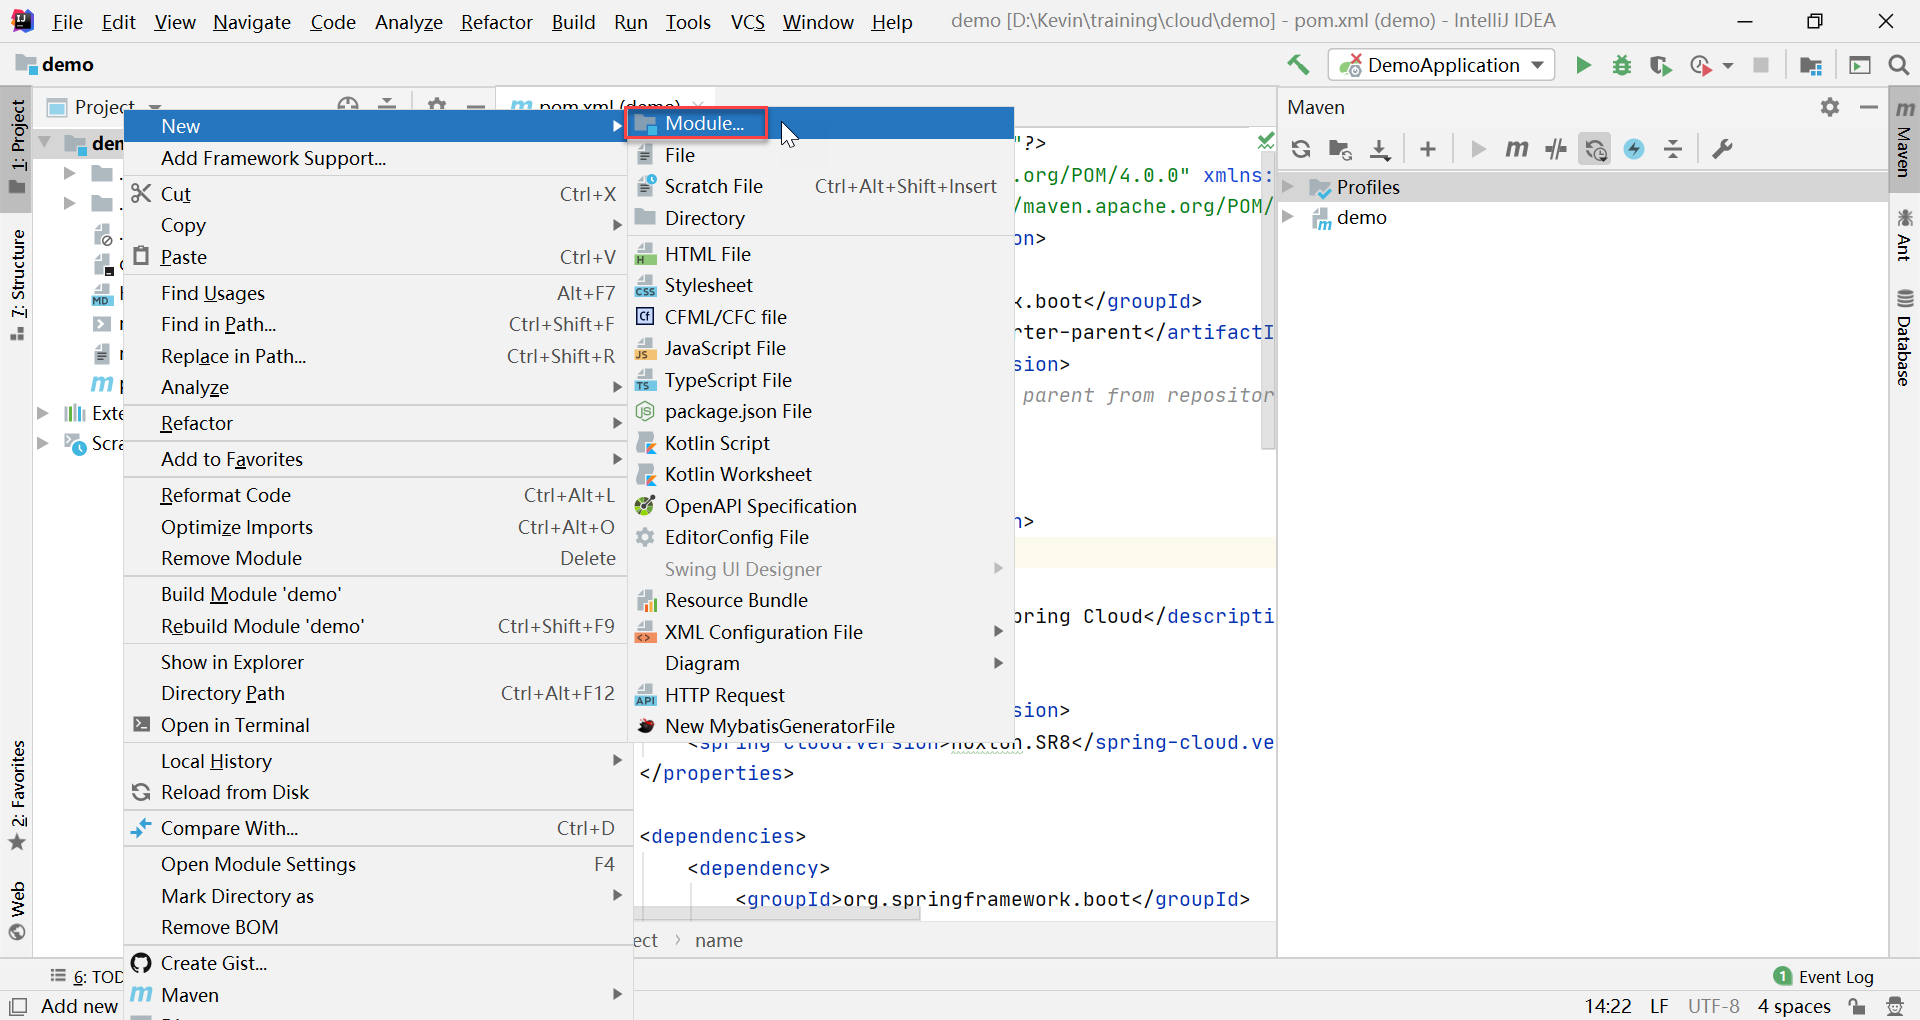 File Edit View Navigate Code Analyze Refactor Build Run Tools VCS Window Help demo [D:\Kevin\training\cloud\demo] - pom.xml (demo) - IntelliJ IDEA
demo
DemoApplication
1: Project
7: Structure
2: Favorites
Web
Project
pom.xml (demo)
New
Add Framework Support...
Cut Ctrl+X
Copy
Paste Ctrl+V
Find Usages Alt+F7
Find in Path... Ctrl+Shift+F
Replace in Path... Ctrl+Shift+R
Analyze
Refactor
Add to Favorites
Reformat Code Ctrl+Alt+L
Optimize Imports Ctrl+Alt+O
Remove Module Delete
Build Module 'demo'
Rebuild Module 'demo' Ctrl+Shift+F9
Show in Explorer
Directory Path Ctrl+Alt+F12
Open in Terminal
Local History
Reload from Disk
Compare With... Ctrl+D
Open Module Settings F4
Mark Directory as
Remove BOM
Create Gist...
Maven
Module...
File
Scratch File Ctrl+Alt+Shift+Insert
Directory
HTML File
Stylesheet
CFML/CFC file
JavaScript File
TypeScript File
package.json File
Kotlin Script
Kotlin Worksheet
OpenAPI Specification
EditorConfig File
Swing UI Designer
Resource Bundle
XML Configuration File
Diagram
HTTP Request
New MybatisGeneratorFile
"?>
.org/POM/4.0.0" xmlns:
/maven.apache.org/POM/
on>
x.boot</groupId>
rter-parent</artifactI
sion>
parent from repositor
n>
pring Cloud</descripti
sion>
<spring-cloud.version>Hoxton.SR8</spring-cloud.ve
</properties>
<dependencies>
<dependency>
<groupId>org.springframework.boot</groupId>
ect › name
Maven
Profiles
demo
Maven
Ant
Database
6: TOD
1 Event Log
Add new
14:22 LF UTF-8 4 spaces